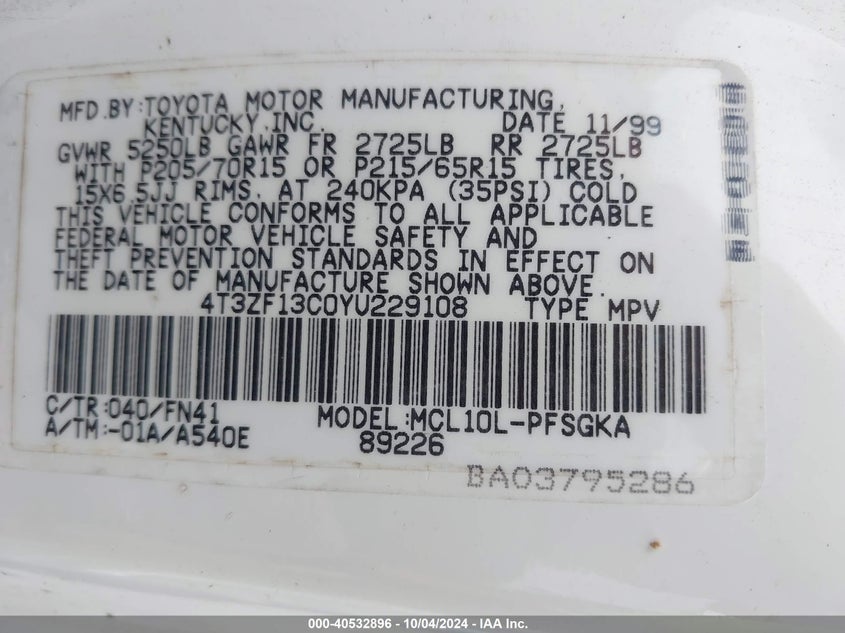 MFD.BY:TOYOTA MOTOR MANUFACTURING,
KENTUCKY,INC. DATE 11/99
GVWR 5250LB GAWR FR 2725LB RR 2725LB
WITH P205/70R15 OR P215/65R15 TIRES,
15X6.5JJ RIMS, AT 240KPA (35PSI) COLD
THIS VEHICLE CONFORMS TO ALL APPLICABLE
FEDERAL MOTOR VEHICLE SAFETY AND
THEFT PREVENTION STANDARDS IN EFFECT ON
THE DATE OF MANUFACTURE SHOWN ABOVE.
4T3ZF13C0YU229108 TYPE MPV
C/TR:040/FN41 MODEL:MCL10L-PFSGKA
A/TM:-01A/A540E 89226
BA03795286
000-40532896 - 10/04/2024 - IAA Inc.